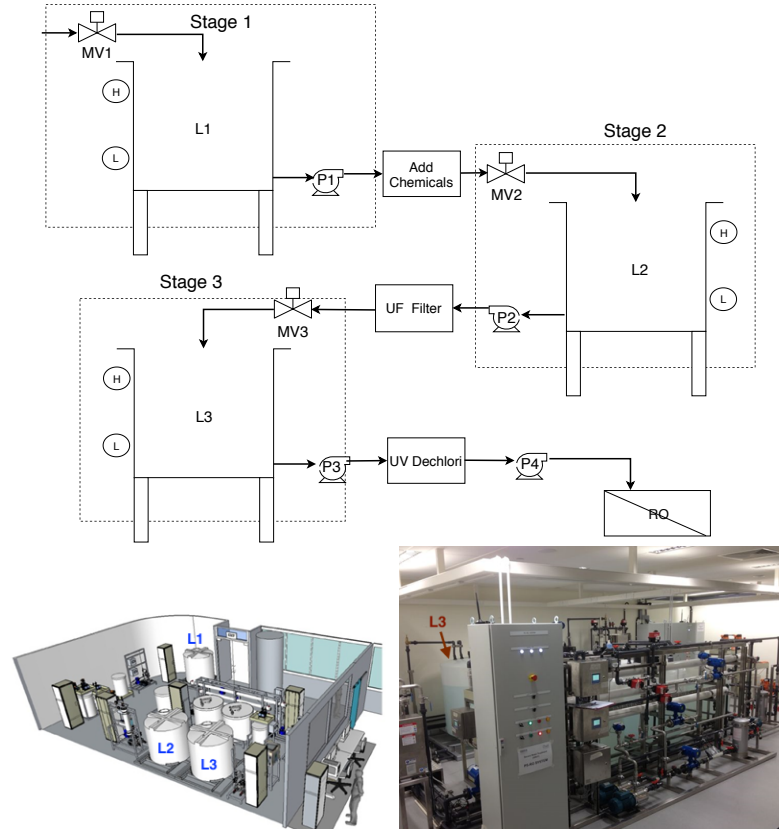 Stage 1
MV1
H
L1
L
P1
Add
Chemicals
Stage 2
MV2
H
L2
L
Stage 3
MV3
UF Filter
P2
H
L3
L
P3
UV Dechlori
P4
RO
L1
L2
L3
L3